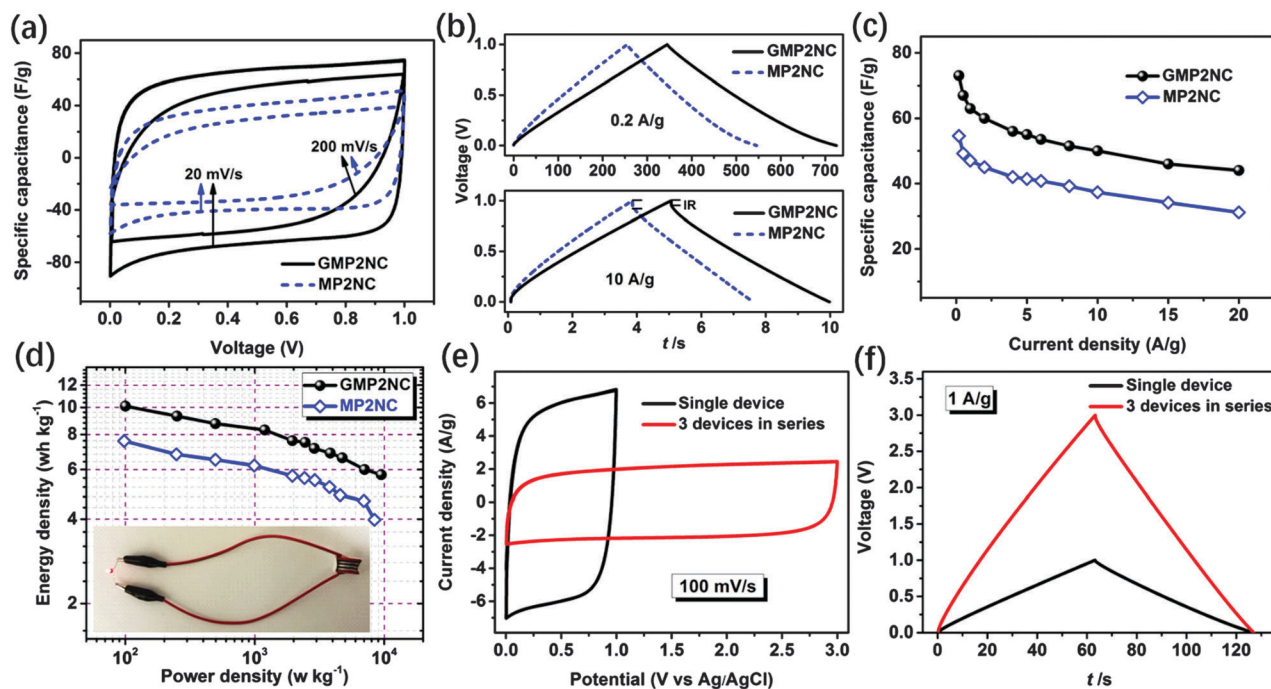 (a)
80
40
0
-40
-80
Specific capacitance (F/g)
200 mV/s
20 mV/s
GMP2NC
MP2NC
0.0 0.2 0.4 0.6 0.8 1.0
Voltage (V)
(b)
1.0
0.5
0.0
Voltage (V)
GMP2NC
MP2NC
0.2 A/g
0 100 200 300 400 500 600 700
1.0
0.5
0.0
IR
GMP2NC
MP2NC
10 A/g
0 2 4 6 8 10
t /s
(c)
80
60
40
20
Specific capacitance (F/g)
GMP2NC
MP2NC
0 5 10 15 20
Current density (A/g)
(d)
12
10
8
6
4
2
Energy density (wh kg⁻¹)
GMP2NC
MP2NC
10² 10³ 10⁴
Power density (w kg⁻¹)
(e)
6
4
2
0
-2
-4
-6
Current density (A/g)
Single device
3 devices in series
100 mV/s
0.0 0.5 1.0 1.5 2.0 2.5 3.0
Potential (V vs Ag/AgCl)
(f)
3.5
3.0
2.5
2.0
1.5
1.0
0.5
0.0
Voltage (V)
1 A/g
Single device
3 devices in series
0 20 40 60 80 100 120
t /s